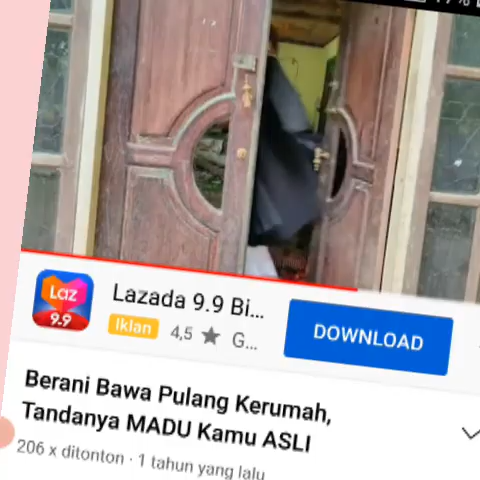 Laz
9.9
Lazada 9.9 Bi...
Iklan 4,5 ★ G...
DOWNLOAD
Berani Bawa Pulang Kerumah,
Tandanya MADU Kamu ASLI
206 x ditonton · 1 tahun yang lalu